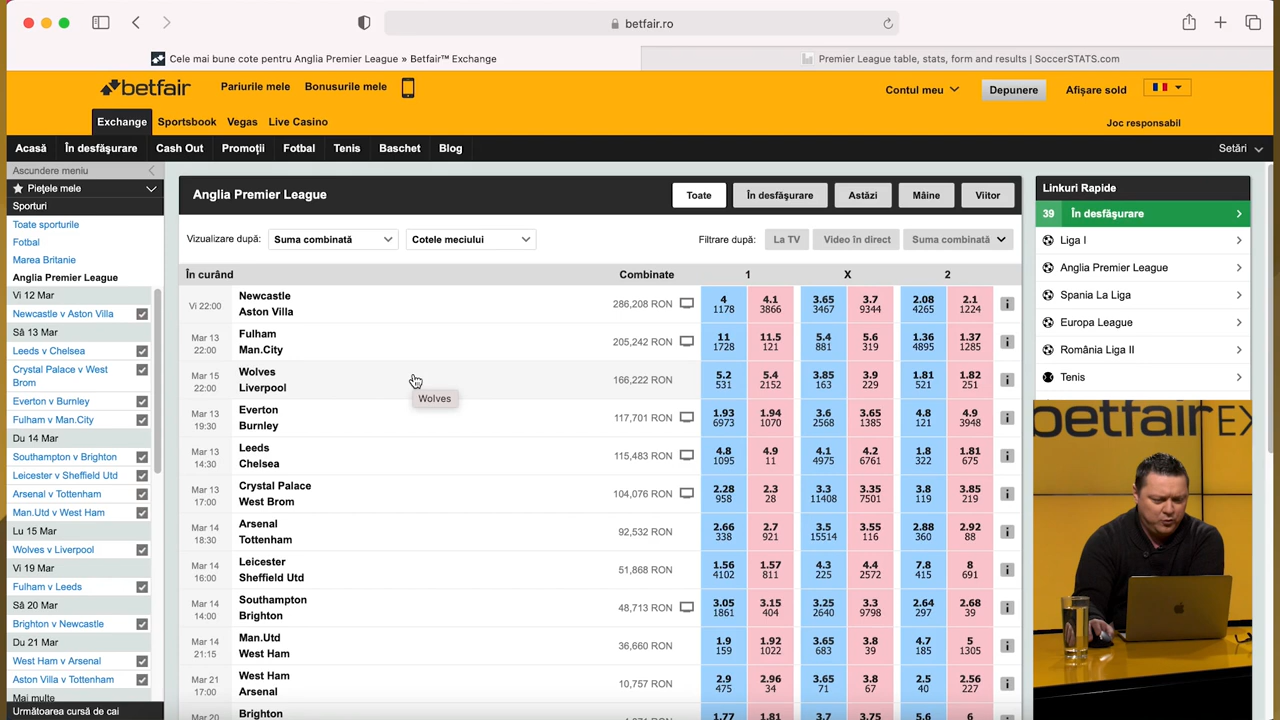 betfair.ro
Cele mai bune cote pentru Anglia Premier League » Betfair™ Exchange
Premier League table, stats, form and results | SoccerSTATS.com
betfair
Pariurile mele
Bonusurile mele
Contul meu
Depunere
Afișare sold
Exchange
Sportsbook
Vegas
Live Casino
Joc responsabil
Acasă
În desfășurare
Cash Out
Promoții
Fotbal
Tenis
Baschet
Blog
Setări
Ascundere meniu
Piețele mele
Sporturi
Toate sporturile
Fotbal
Marea Britanie
Anglia Premier League
Vi 12 Mar
Newcastle v Aston Villa
Sâ 13 Mar
Leeds v Chelsea
Crystal Palace v West
Brom
Everton v Burnley
Fulham v Man.City
Du 14 Mar
Southampton v Brighton
Leicester v Sheffield Utd
Arsenal v Tottenham
Man.Utd v West Ham
Lu 15 Mar
Wolves v Liverpool
Vi 19 Mar
Fulham v Leeds
Sâ 20 Mar
Brighton v Newcastle
Du 21 Mar
West Ham v Arsenal
Aston Villa v Tottenham
Mai multe
Următoarea cursă de cai
Anglia Premier League
Toate
În desfășurare
Astăzi
Mâine
Viitor
Vizualizare după:
Suma combinată
Cotele meciului
Filtrare după:
La TV
Video în direct
Suma combinată
În curând
Combinate
1
X
2
Vi 22:00
Newcastle
Aston Villa
286,208 RON
4 4.1 3.65 3.7 2.08 2.1
1178 3866 3467 9344 4265 1224
Mar 13
22:00
Fulham
Man.City
205,242 RON
11 11.5 5.4 5.6 1.36 1.37
1728 121 881 319 4895 1285
Mar 15
22:00
Wolves
Liverpool
Wolves
166,222 RON
5.2 5.4 3.85 3.9 1.81 1.82
531 2152 163 229 521 251
Mar 13
19:30
Everton
Burnley
117,701 RON
1.93 1.94 3.6 3.65 4.8 4.9
6973 1070 2568 1385 121 3948
Mar 13
14:30
Leeds
Chelsea
115,483 RON
4.8 4.9 4.1 4.2 1.8 1.81
1095 11 4975 6761 322 675
Mar 13
17:00
Crystal Palace
West Brom
104,076 RON
2.28 2.3 3.3 3.35 3.8 3.85
958 28 11408 7501 119 219
Mar 14
18:30
Arsenal
Tottenham
92,532 RON
2.66 2.7 3.5 3.55 2.88 2.92
338 921 15514 116 360 88
Mar 14
16:00
Leicester
Sheffield Utd
51,868 RON
1.56 1.57 4.3 4.4 7.8 8
4102 811 225 2572 415 691
Mar 14
14:00
Southampton
Brighton
48,713 RON
3.05 3.15 3.25 3.3 2.64 2.68
1861 404 2640 9798 297 39
Mar 14
21:15
Man.Utd
West Ham
36,660 RON
1.9 1.92 3.65 3.8 4.7 5
159 1022 683 39 185 1305
Mar 21
17:00
West Ham
Arsenal
10,757 RON
2.9 2.96 3.65 3.8 2.5 2.56
475 34 71 67 40 227
Mar 20
Brighton
1.77 1.81 3.7 3.75 5.6 6
Linkuri Rapide
39 În desfășurare
Liga I
Anglia Premier League
Spania La Liga
Europa League
România Liga II
Tenis
betfair EX